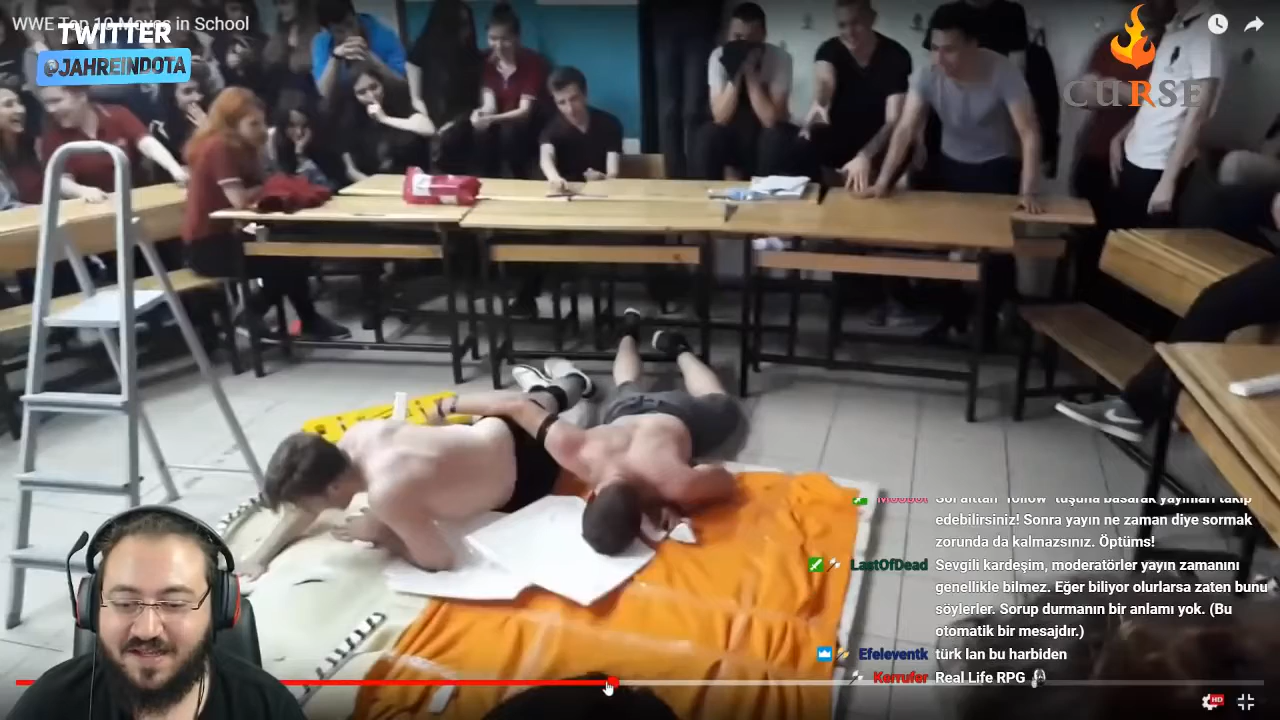 WWE Top 10 Moves in School
TWITTER
@JAHREINDOTA
CURSE
Moobot Sol alttan "follow" tuşuna basarak yayınları takip
edebilirsiniz! Sonra yayın ne zaman diye sormak
zorunda da kalmazsınız. Öptüms!
LastOfDead Sevgili kardeşim, moderatörler yayın zamanını
genellikle bilmez. Eğer biliyor olurlarsa zaten bunu
söylerler. Sorup durmanın bir anlamı yok. (Bu
otomatik bir mesajdır.)
Efeleventk türk lan bu harbiden
Kerrufer Real Life RPG
HD